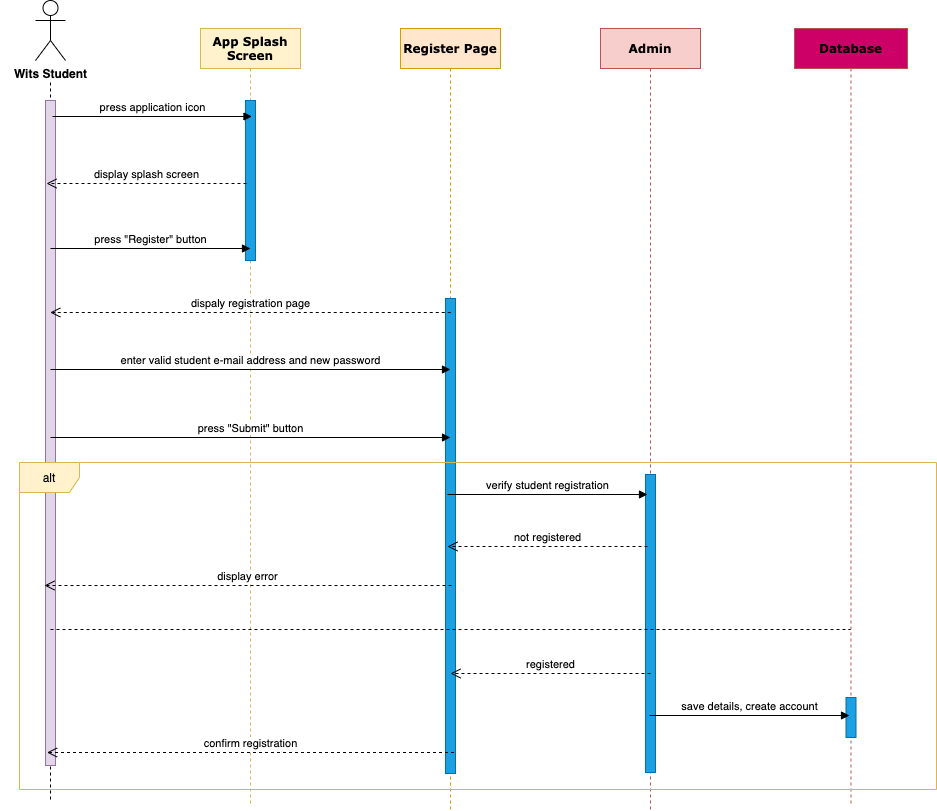 App Splash
Screen
Register Page
Admin
Database
Wits Student
press application icon
display splash screen
press "Register" button
dispaly registration page
enter valid student e-mail address and new password
press "Submit" button
alt
verify student registration
not registered
display error
registered
save details, create account
confirm registration